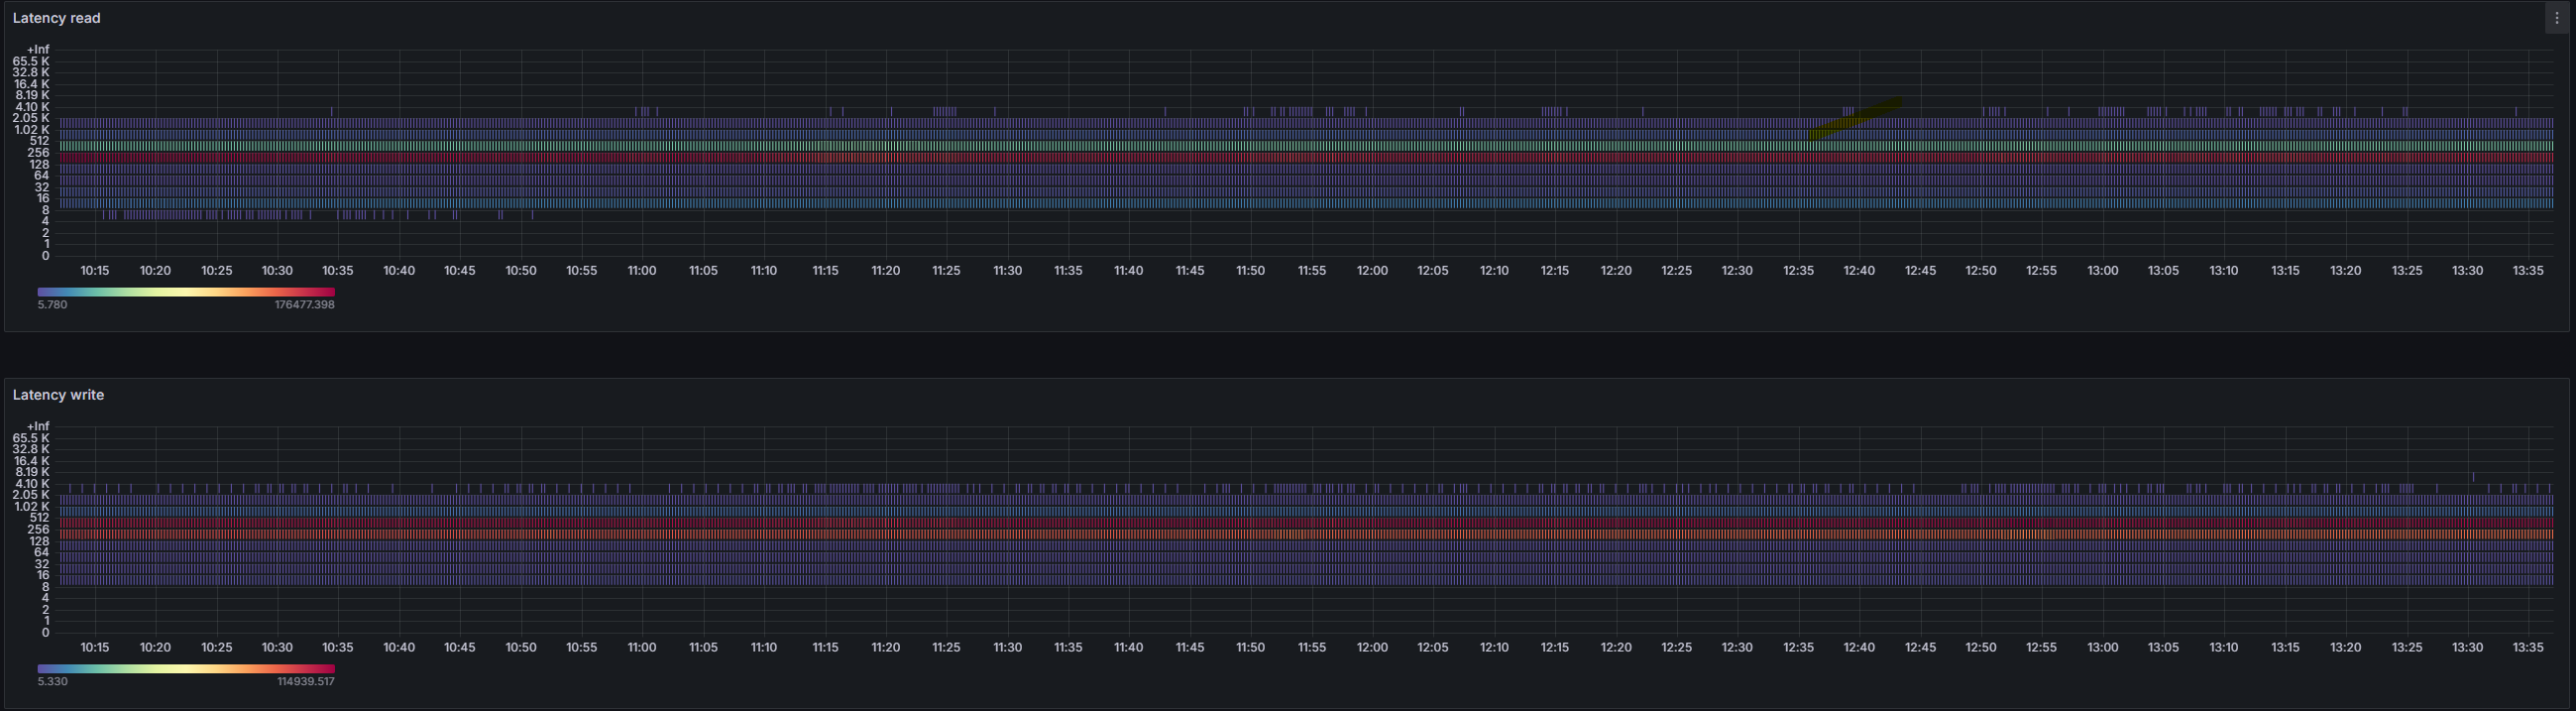 Latency read
+Inf
65.5 K
32.8 K
16.4 K
8.19 K
4.10 K
2.05 K
1.02 K
512
256
128
64
32
16
8
4
2
1
0
10:15 10:20 10:25 10:30 10:35 10:40 10:45 10:50 10:55 11:00 11:05 11:10 11:15 11:20 11:25 11:30 11:35 11:40 11:45 11:50 11:55 12:00 12:05 12:10 12:15 12:20 12:25 12:30 12:35 12:40 12:45 12:50 12:55 13:00 13:05 13:10 13:15 13:20 13:25 13:30 13:35
5.780 176477.398
Latency write
+Inf
65.5 K
32.8 K
16.4 K
8.19 K
4.10 K
2.05 K
1.02 K
512
256
128
64
32
16
8
4
2
1
0
10:15 10:20 10:25 10:30 10:35 10:40 10:45 10:50 10:55 11:00 11:05 11:10 11:15 11:20 11:25 11:30 11:35 11:40 11:45 11:50 11:55 12:00 12:05 12:10 12:15 12:20 12:25 12:30 12:35 12:40 12:45 12:50 12:55 13:00 13:05 13:10 13:15 13:20 13:25 13:30 13:35
5.330 114939.517